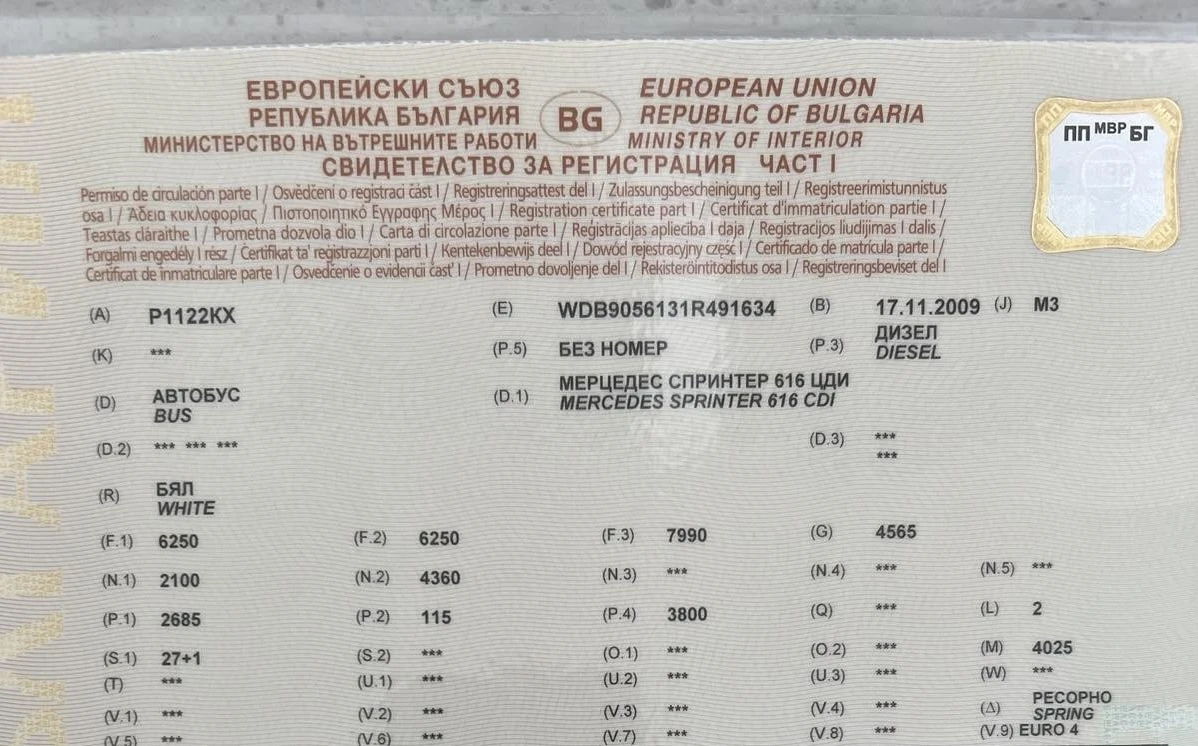 ЕВРОПЕЙСКИ СЪЮЗ
РЕПУБЛИКА БЪЛГАРИЯ
МИНИСТЕРСТВО НА ВЪТРЕШНИТЕ РАБОТИ
BG
EUROPEAN UNION
REPUBLIC OF BULGARIA
MINISTRY OF INTERIOR
СВИДЕТЕЛСТВО ЗА РЕГИСТРАЦИЯ ЧАСТ I
ПП МВР БГ
МВР
Permiso de circulación parte I / Osvědčení o registraci část I / Registreringsattest del I / Zulassungsbescheinigung teil I / Registreerimistunnistus
osa I / Άδεια κυκλοφορίας / Πιστοποιητικό Εγγραφης Μέρος I / Registration certificate part I / Certificat d'immatriculation partie I /
Teastas cláraithe I / Prometna dozvola dio I / Carta di circolazione parte I / Reģistrācijas apliecība I daļa / Registracijos liudijimas I dalis /
Forgalmi engedély I rész / Ċertifikat ta' reġistrazzjoni parti I / Kentekenbewijs deel I / Dowód rejestracyjny część I / Certificado de matrícula parte I /
Certificat de înmatriculare parte I / Osvedčenie o evidencii časť I / Prometno dovoljenje del I / Rekisteröintitodistus osa I / Registreringsbeviset del I
(A) P1122KX (E) WDB9056131R491634 (B) 17.11.2009 (J) M3
(K) *** (P.5) БЕЗ НОМЕР (P.3) ДИЗЕЛ
DIESEL
(D) АВТОБУС (D.1) МЕРЦЕДЕС СПРИНТЕР 616 ЦДИ
BUS MERCEDES SPRINTER 616 CDI
(D.2) *** *** *** (D.3) ***
***
(R) БЯЛ
WHITE
(F.1) 6250 (F.2) 6250 (F.3) 7990 (G) 4565
(N.1) 2100 (N.2) 4360 (N.3) *** (N.4) *** (N.5) ***
(P.1) 2685 (P.2) 115 (P.4) 3800 (Q) *** (L) 2
(S.1) 27+1 (S.2) *** (O.1) *** (O.2) *** (M) 4025
(T) *** (U.1) *** (U.2) *** (U.3) *** (W) ***
(V.1) *** (V.2) *** (V.3) *** (V.4) *** (Δ) РЕСОРНО
SPRING
(V.5) *** (V.6) *** (V.7) *** (V.8) *** (V.9) EURO 4